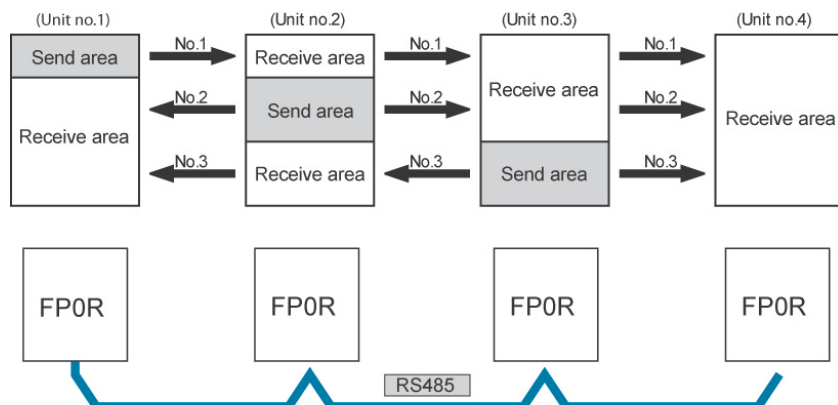 (Unit no.1) (Unit no.2) (Unit no.3) (Unit no.4)
Send area No.1 Receive area No.1 No.1
No.2 Send area No.2 Receive area No.2 Receive area
Receive area
No.3 Receive area No.3 Send area No.3
FP0R FP0R FP0R FP0R
RS485